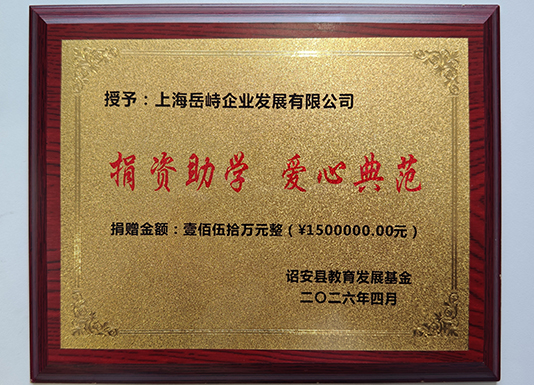 授予：上海岳峙企业发展有限公司
捐资助学 爱心典范
捐赠金额：壹佰伍拾万元整（¥1500000.00元）
诏安县教育发展基金
二〇二六年四月